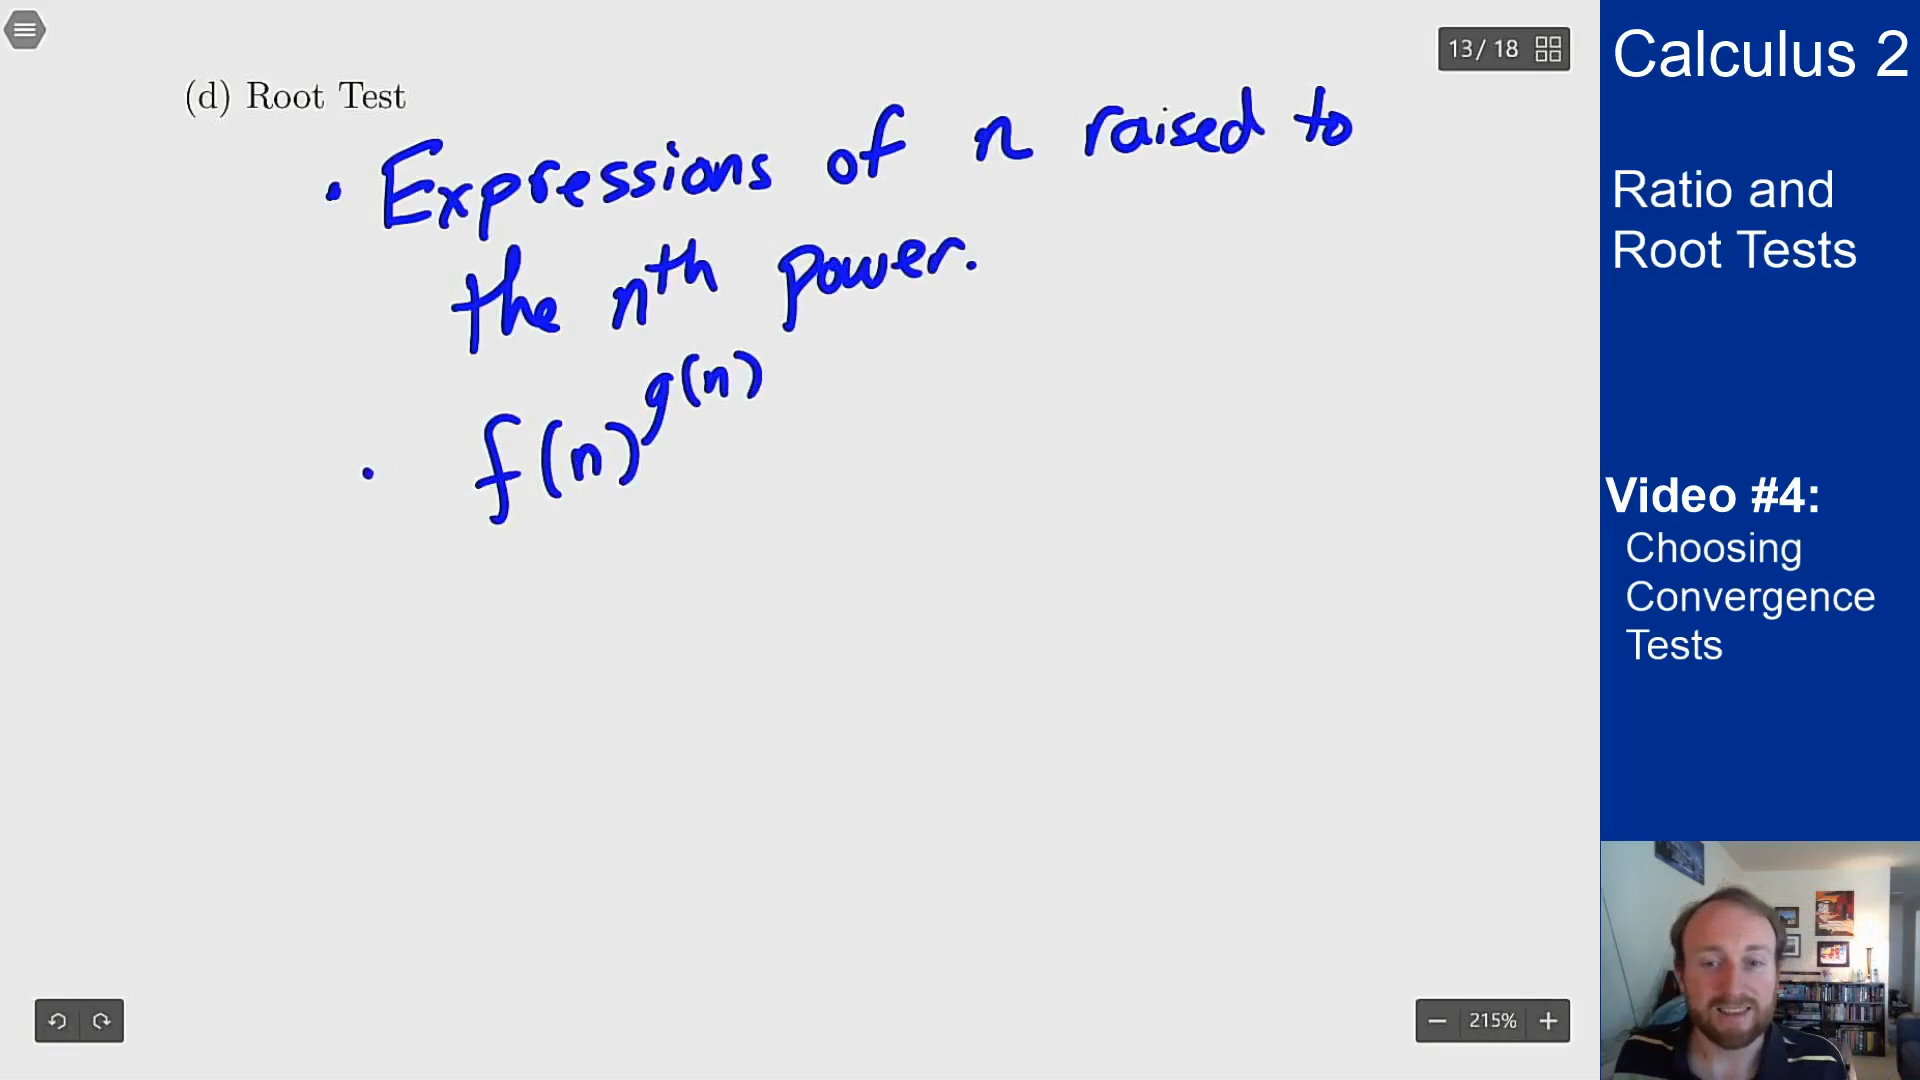 13/ 18
(d) Root Test
• Expressions of n raised to
the nᵗʰ power.
• f(n)^g(n)
215%
Calculus 2
Ratio and
Root Tests
Video #4:
Choosing
Convergence
Tests